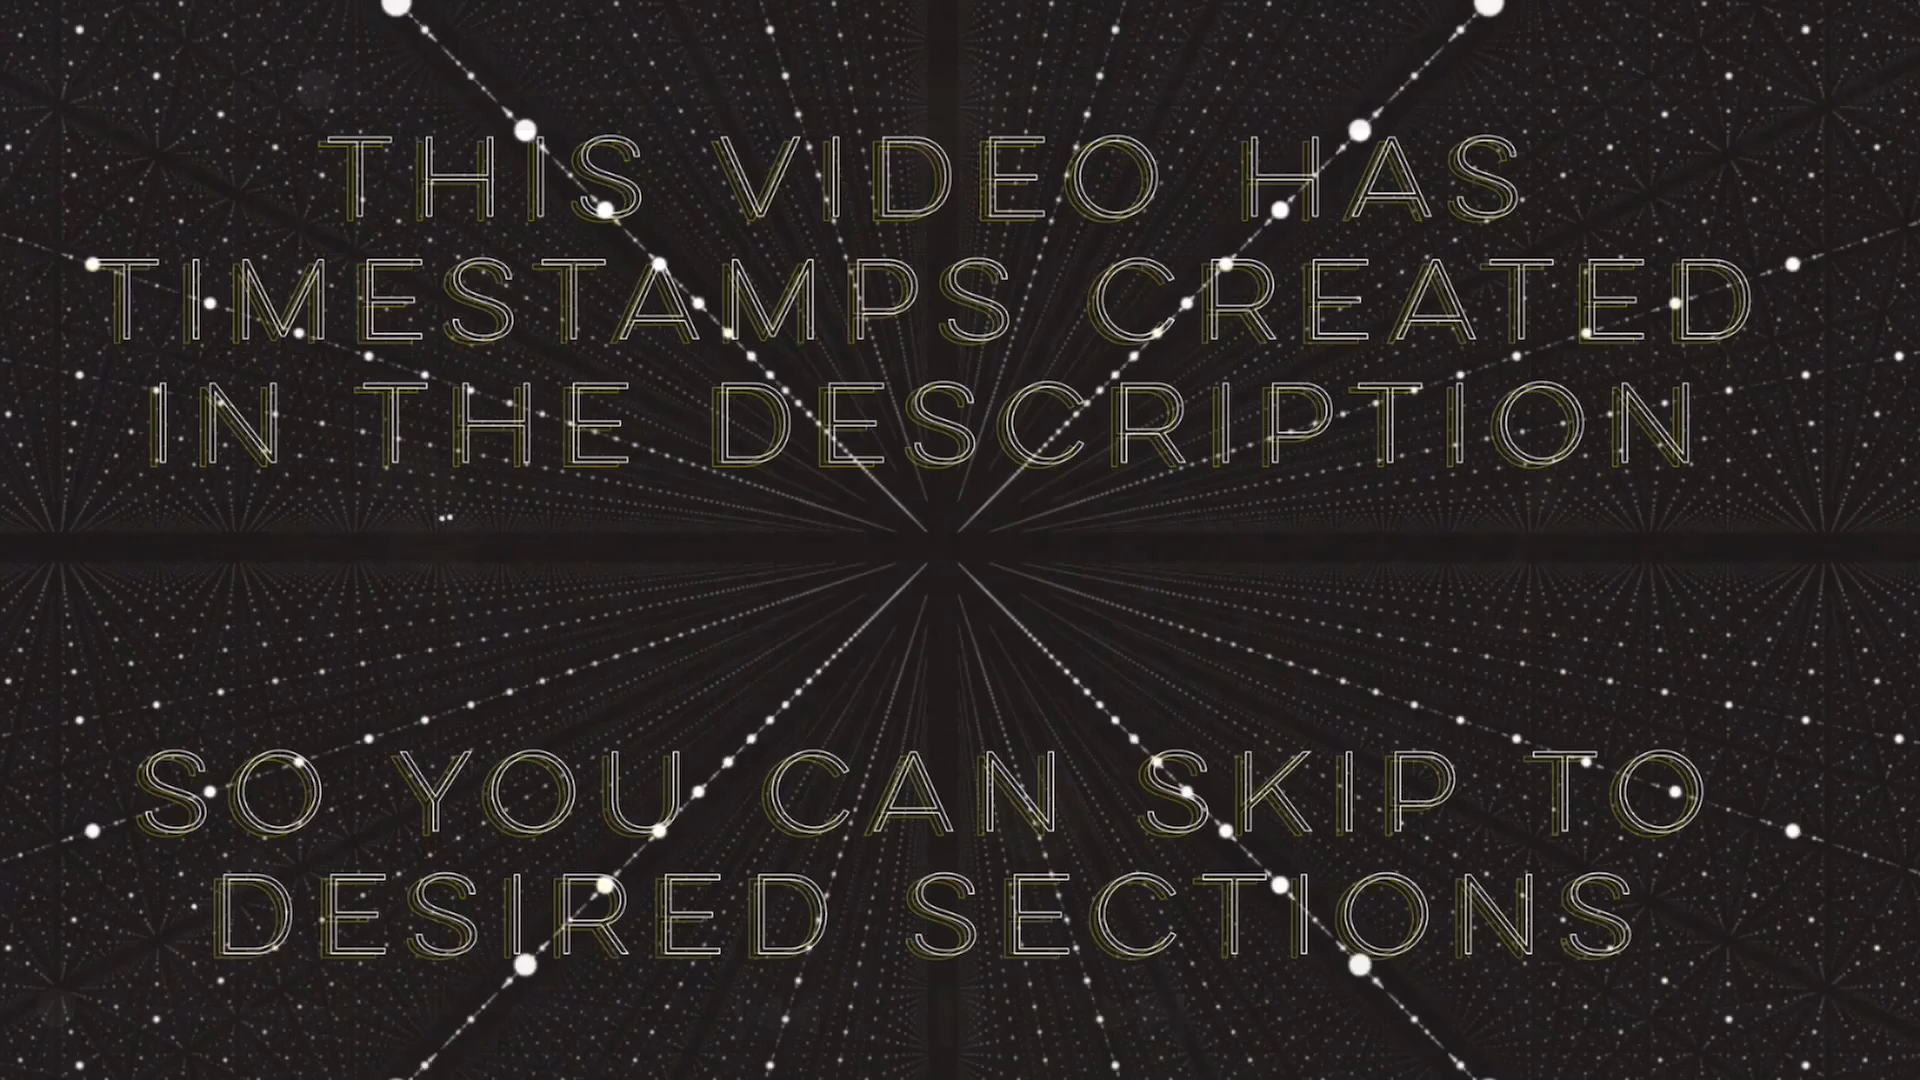 THIS VIDEO HAS
TIMESTAMPS CREATED
IN THE DESCRIPTION
SO YOU CAN SKIP TO
DESIRED SECTIONS